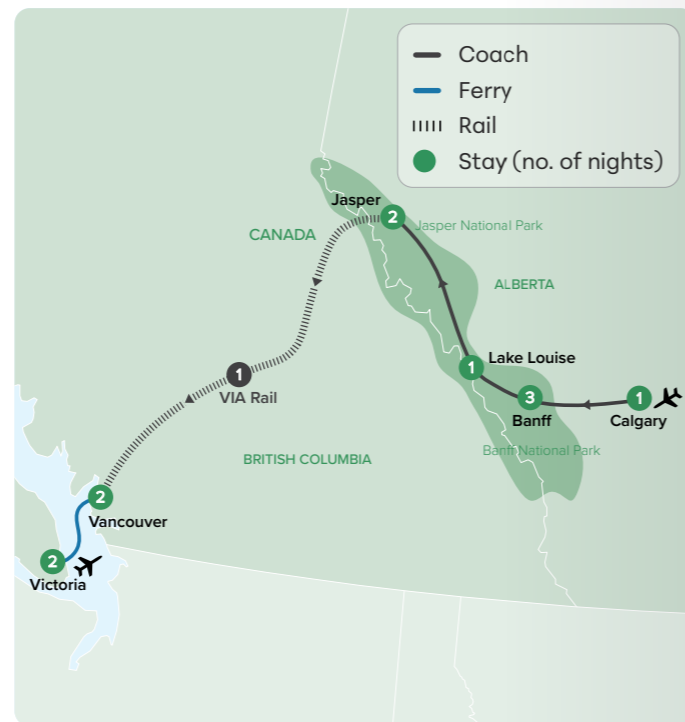 Coach
Ferry
Rail
Stay (no. of nights)
Jasper
2
Jasper National Park
CANADA
ALBERTA
Lake Louise
1
1
VIA Rail
3
Banff
1
Calgary
Banff National Park
BRITISH COLUMBIA
2
Vancouver
2
Victoria